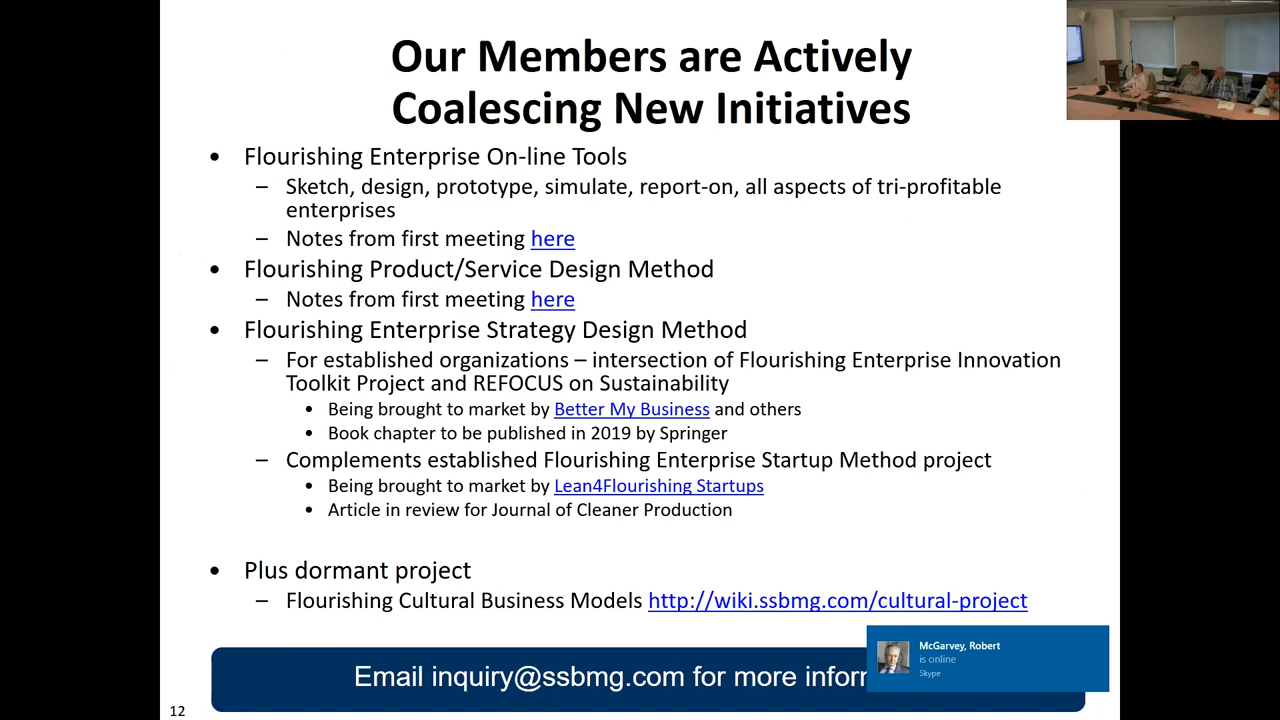 Our Members are Actively
Coalescing New Initiatives
• Flourishing Enterprise On-line Tools
– Sketch, design, prototype, simulate, report-on, all aspects of tri-profitable
enterprises
– Notes from first meeting here
• Flourishing Product/Service Design Method
– Notes from first meeting here
• Flourishing Enterprise Strategy Design Method
– For established organizations – intersection of Flourishing Enterprise Innovation
Toolkit Project and REFOCUS on Sustainability
• Being brought to market by Better My Business and others
• Book chapter to be published in 2019 by Springer
– Complements established Flourishing Enterprise Startup Method project
• Being brought to market by Lean4Flourishing Startups
• Article in review for Journal of Cleaner Production
• Plus dormant project
– Flourishing Cultural Business Models http://wiki.ssbmg.com/cultural-project
Email inquiry@ssbmg.com for more infor
McGarvey, Robert
is online
Skype
12